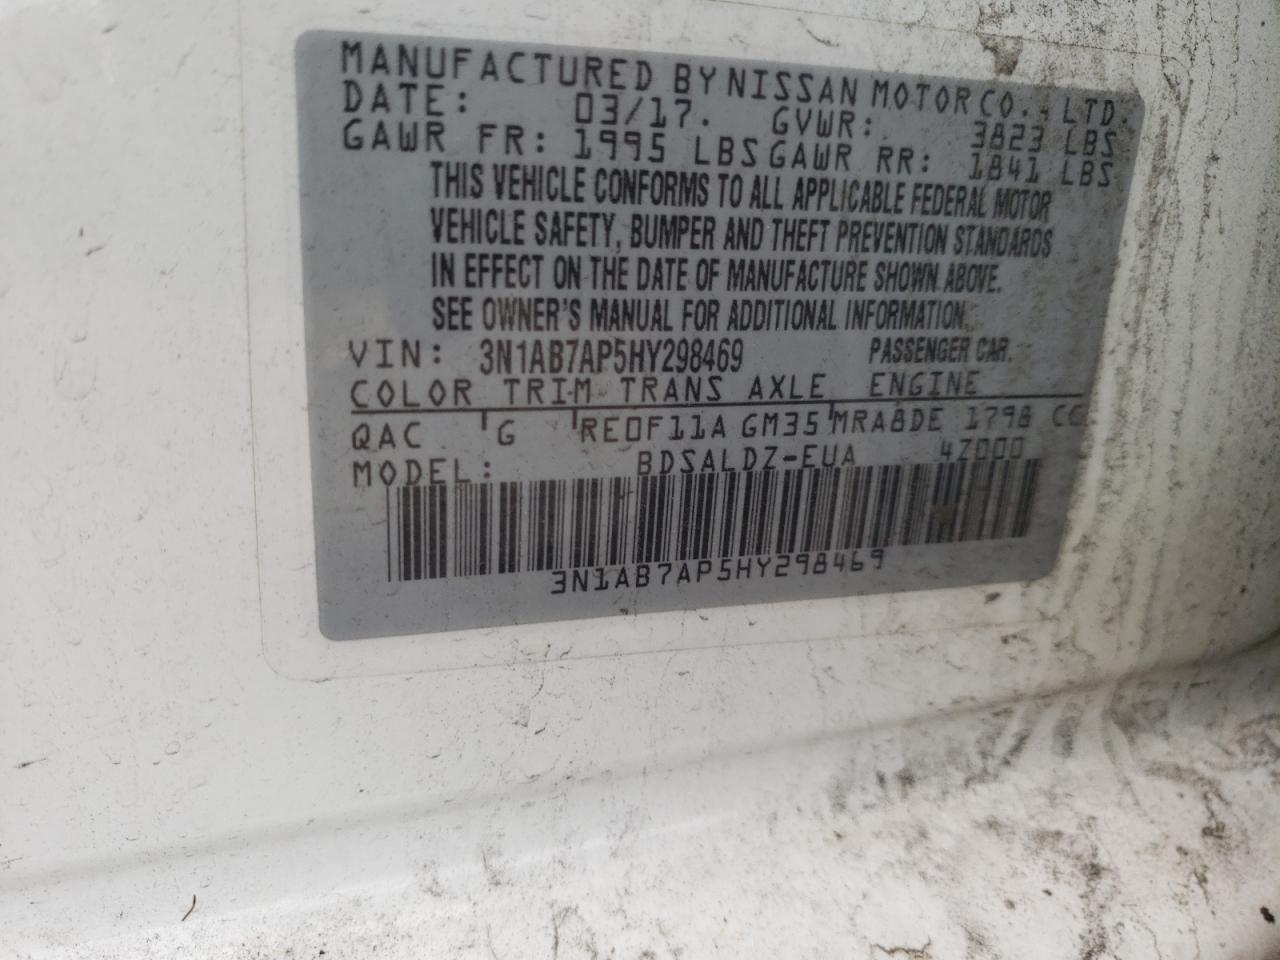 MANUFACTURED BY NISSAN MOTOR CO., LTD.
DATE: 03/17. GVWR: 3823 LBS
GAWR FR: 1995 LBS GAWR RR: 1841 LBS
THIS VEHICLE CONFORMS TO ALL APPLICABLE FEDERAL MOTOR
VEHICLE SAFETY, BUMPER AND THEFT PREVENTION STANDARDS
IN EFFECT ON THE DATE OF MANUFACTURE SHOWN ABOVE.
SEE OWNER'S MANUAL FOR ADDITIONAL INFORMATION.
VIN: 3N1AB7AP5HY298469 PASSENGER CAR.
COLOR TRIM TRANS AXLE ENGINE
QAC G RE0F11A GM35 MRA8DE 1798 CC
MODEL: BDSALDZ-EUA 4Z000
3N1AB7AP5HY298469